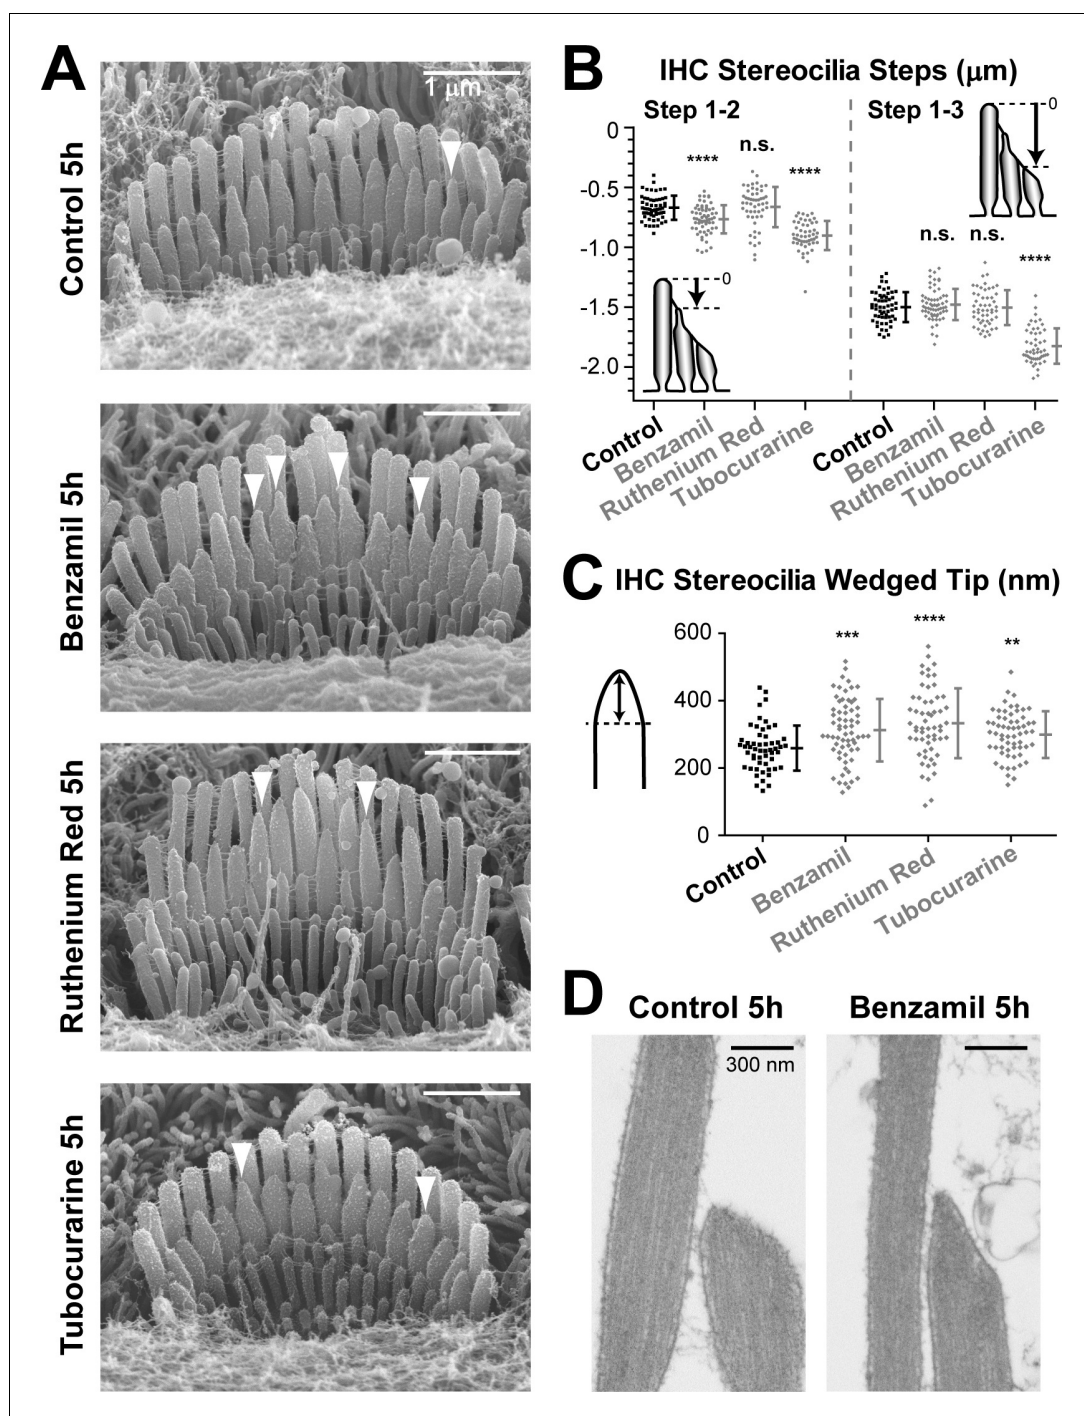 A
Control 5h
1 μm
Benzamil 5h
Ruthenium Red 5h
Tubocurarine 5h
B
IHC Stereocilia Steps (μm)
Step 1-2
Step 1-3
0
-0.5
-1.0
-1.5
-2.0
****
n.s.
****
n.s.
n.s.
****
0
0
Control
Benzamil
Ruthenium Red
Tubocurarine
Control
Benzamil
Ruthenium Red
Tubocurarine
C
IHC Stereocilia Wedged Tip (nm)
600
400
200
0
***
****
**
Control
Benzamil
Ruthenium Red
Tubocurarine
D
Control 5h
Benzamil 5h
300 nm